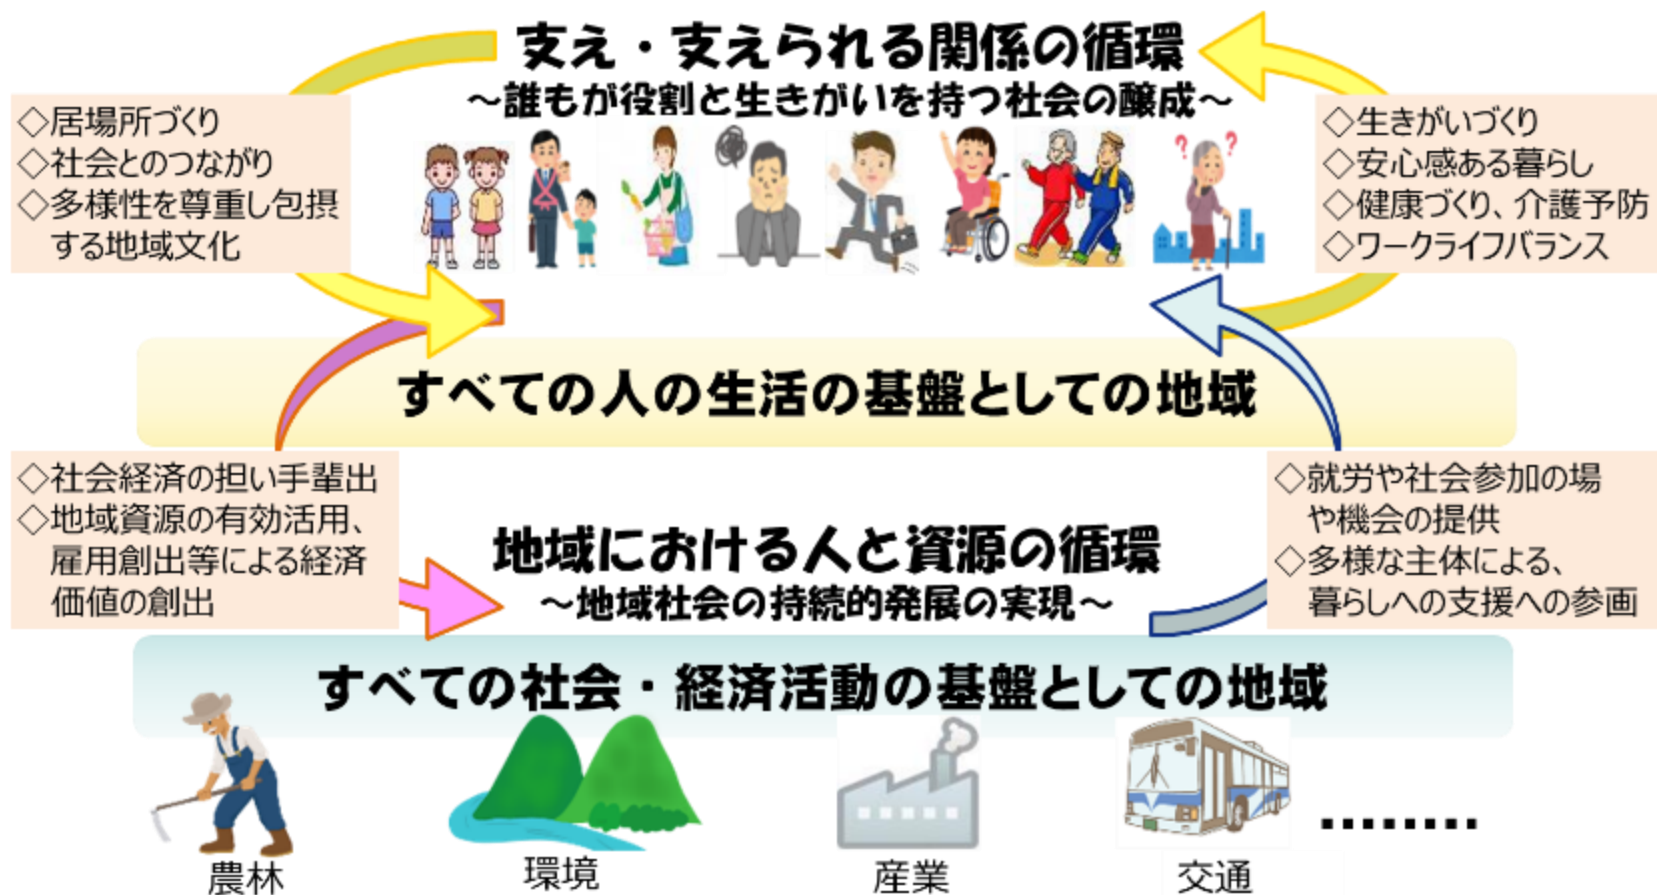 支え・支えられる関係の循環
～誰もが役割と生きがいを持つ社会の醸成～
◇居場所づくり
◇社会とのつながり
◇多様性を尊重し包摂
する地域文化
? ?
◇生きがいづくり
◇安心感ある暮らし
◇健康づくり、介護予防
◇ワークライフバランス
すべての人の生活の基盤としての地域
◇社会経済の担い手輩出
◇地域資源の有効活用、
雇用創出等による経済
価値の創出
地域における人と資源の循環
～地域社会の持続的発展の実現～
◇就労や社会参加の場
や機会の提供
◇多様な主体による、
暮らしへの支援への参画
すべての社会・経済活動の基盤としての地域
農林
環境
産業
交通
………